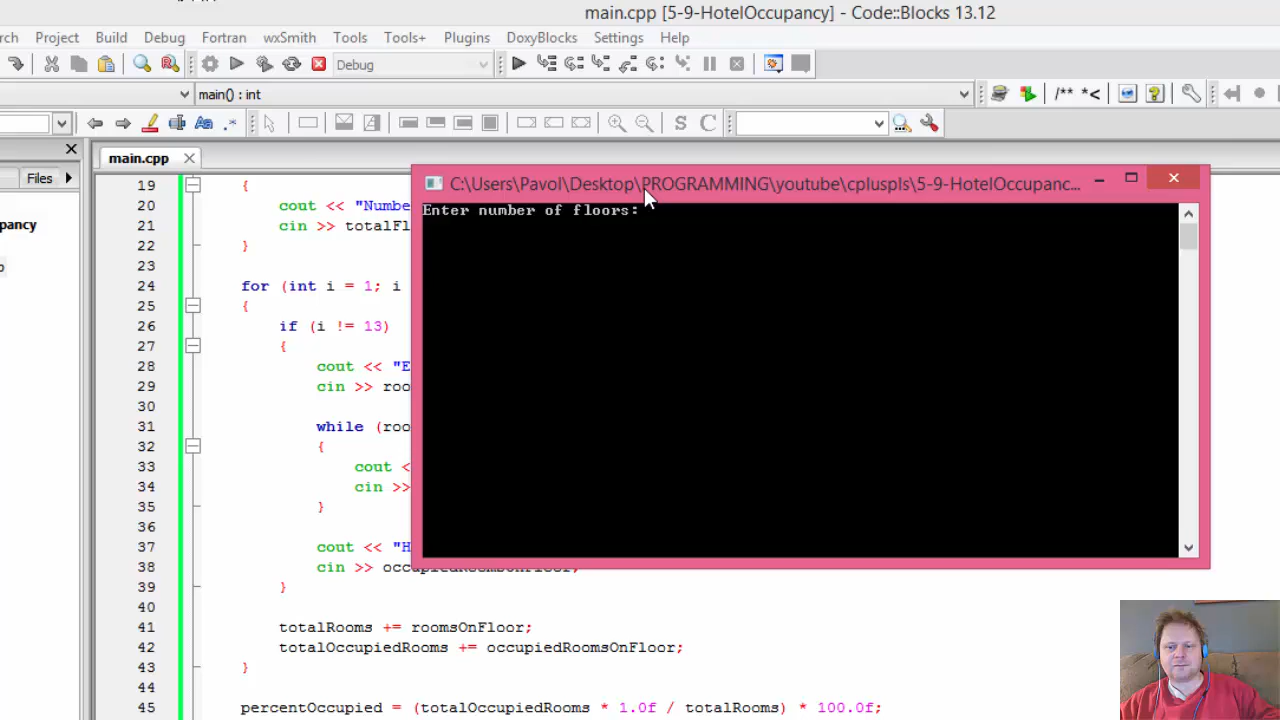 main.cpp [5-9-HotelOccupancy] - Code::Blocks 13.12
Project Build Debug Fortran wxSmith Tools Tools+ Plugins DoxyBlocks Settings Help
Debug
main() : int
/** *<
Aa .*
S C
main.cpp
Files
C:\Users\Pavol\Desktop\PROGRAMMING\youtube\cpluspls\5-9-HotelOccupanc...
Enter number of floors:
19 {
20 cout << "Numbe
21 cin >> totalFl
22 }
23
24 for (int i = 1; i
25 {
26 if (i != 13)
27 {
28 cout << "E
29 cin >> roo
30
31 while (roo
32 {
33 cout <
34 cin >>
35 }
36
37 cout << "H
38 cin >> occupiedRoomsOnFloor;
39 }
40
41 totalRooms += roomsOnFloor;
42 totalOccupiedRooms += occupiedRoomsOnFloor;
43 }
44
45 percentOccupied = (totalOccupiedRooms * 1.0f / totalRooms) * 100.0f;